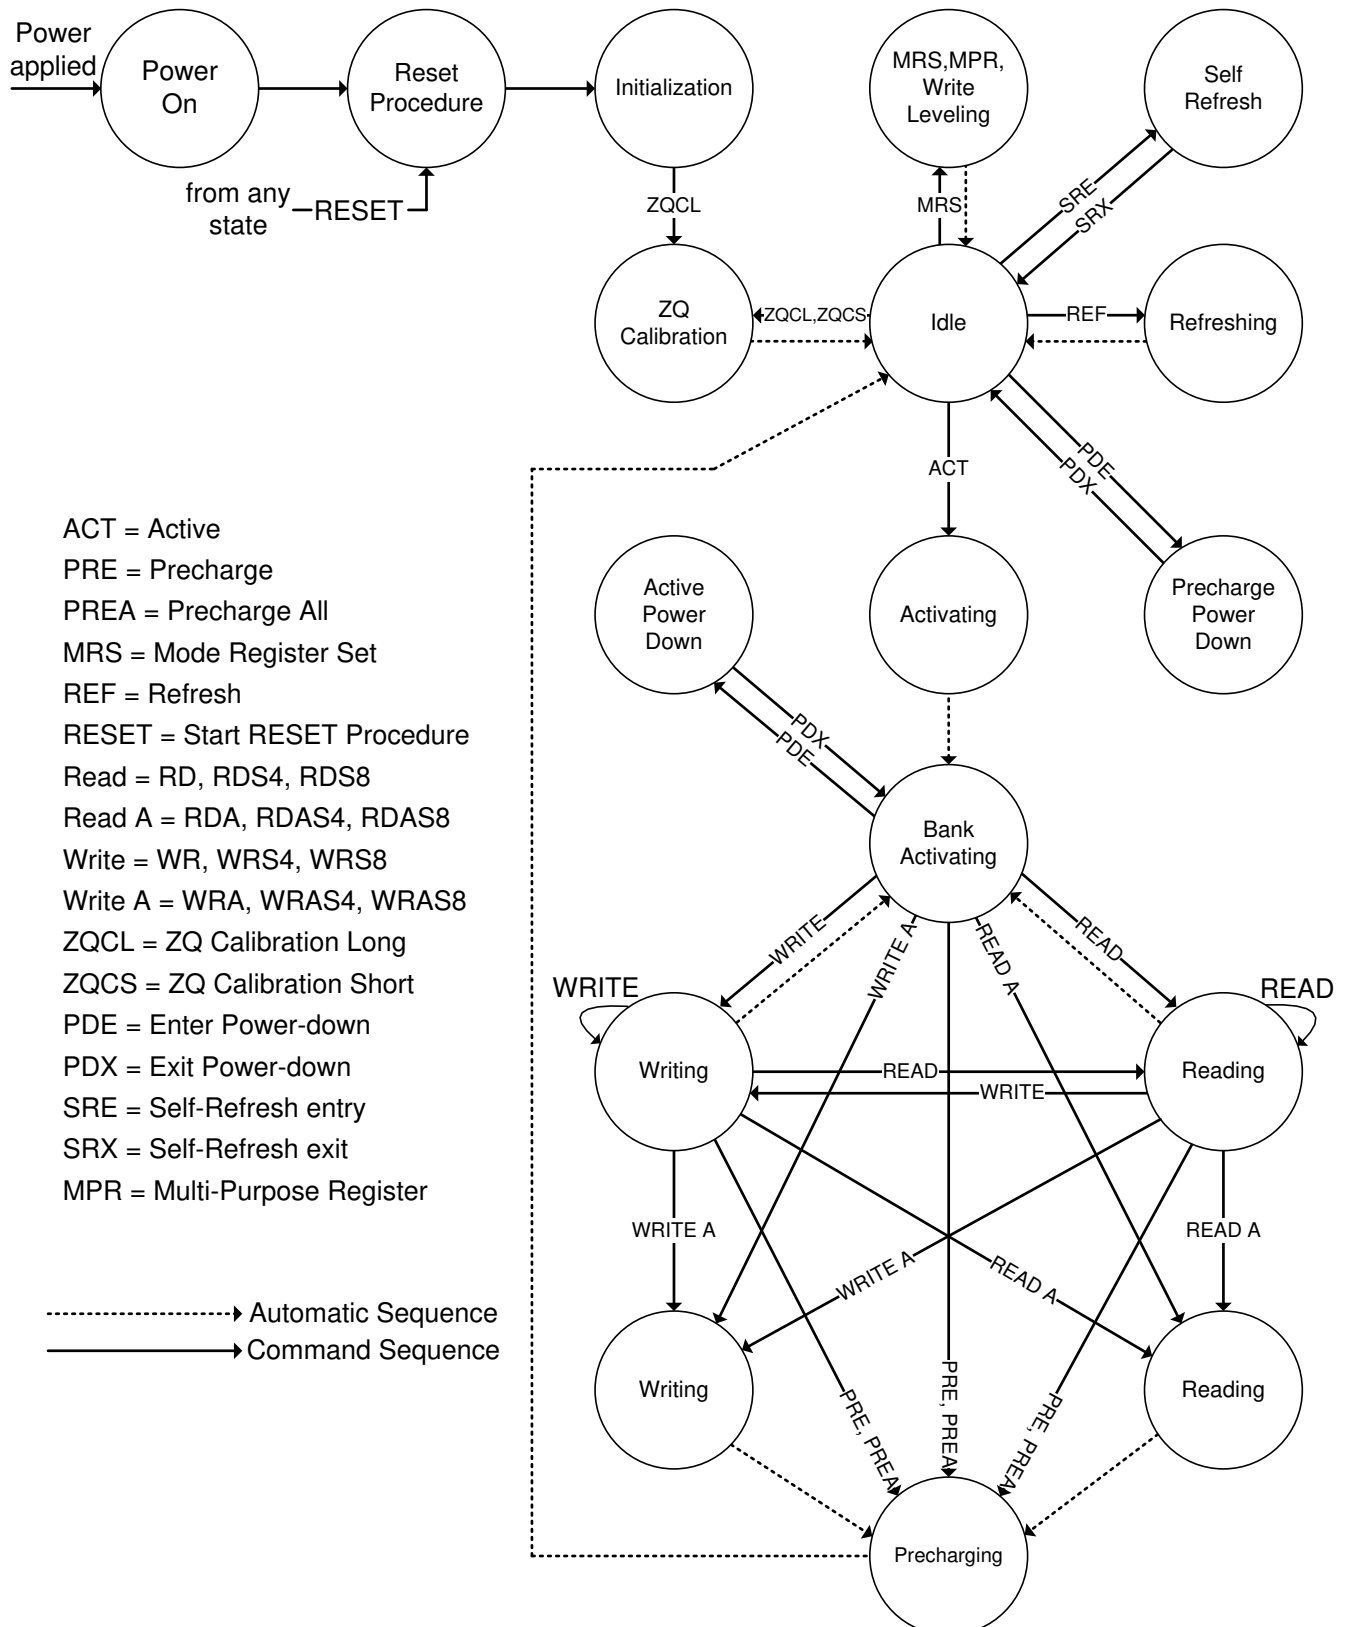 Power
applied
Power
On
Reset
Procedure
Initialization
MRS,MPR,
Write
Leveling
Self
Refresh
from any
state
RESET
ZQCL
MRS
SRE
SRX
ZQ
Calibration
ZQCL,ZQCS
Idle
REF
Refreshing
ACT
PDE
PDX
Active
Power
Down
Activating
Precharge
Power
Down
PDX
PDE
Bank
Activating
ACT = Active
PRE = Precharge
PREA = Precharge All
MRS = Mode Register Set
REF = Refresh
RESET = Start RESET Procedure
Read = RD, RDS4, RDS8
Read A = RDA, RDAS4, RDAS8
Write = WR, WRS4, WRS8
Write A = WRA, WRAS4, WRAS8
ZQCL = ZQ Calibration Long
ZQCS = ZQ Calibration Short
PDE = Enter Power-down
PDX = Exit Power-down
SRE = Self-Refresh entry
SRX = Self-Refresh exit
MPR = Multi-Purpose Register
Automatic Sequence
Command Sequence
WRITE
WRITE A
READ A
READ
WRITE
READ
Writing
READ
WRITE
Reading
WRITE A
READ A
WRITE A
READ A
Writing
PRE, PREA
PRE, PREA
PRE, PREA
Reading
Precharging